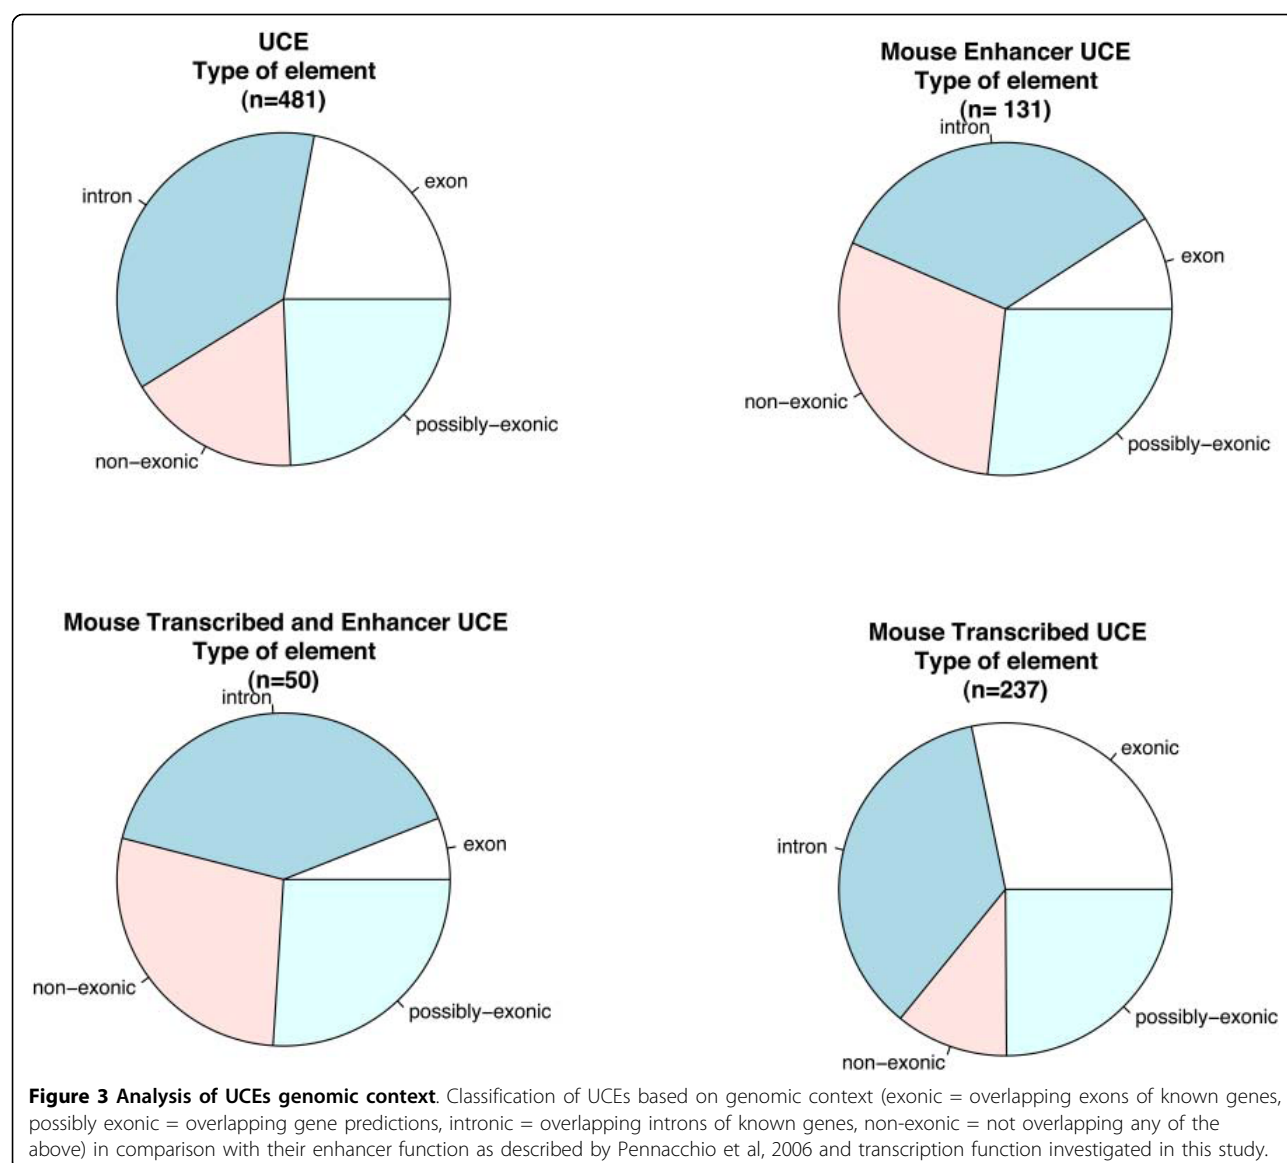 UCE
Type of element
(n=481)
intron
exon
non−exonic
possibly−exonic
Mouse Enhancer UCE
Type of element
(n= 131)
intron
exon
non−exonic
possibly−exonic
Mouse Transcribed and Enhancer UCE
Type of element
(n=50)
intron
exon
non−exonic
possibly−exonic
Mouse Transcribed UCE
Type of element
(n=237)
exonic
intron
non−exonic
possibly−exonic
Figure 3 Analysis of UCEs genomic context. Classification of UCEs based on genomic context (exonic = overlapping exons of known genes,
possibly exonic = overlapping gene predictions, intronic = overlapping introns of known genes, non-exonic = not overlapping any of the
above) in comparison with their enhancer function as described by Pennacchio et al, 2006 and transcription function investigated in this study.